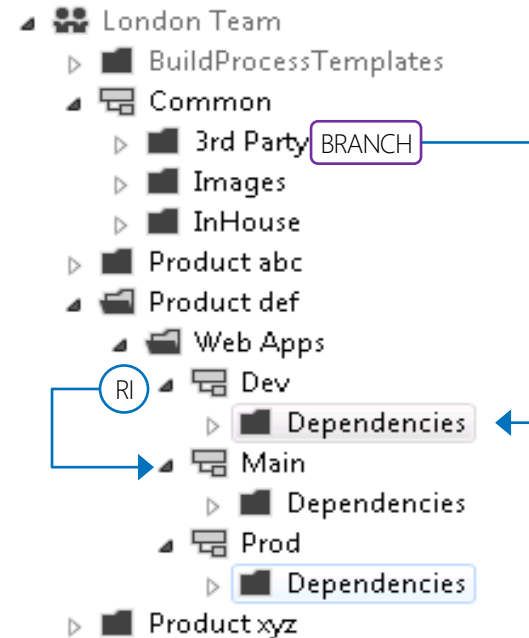 London Team
BuildProcessTemplates
Common
3rd Party BRANCH
Images
InHouse
Product abc
Product def
Web Apps
RI Dev
Dependencies
Main
Dependencies
Prod
Dependencies
Product xyz